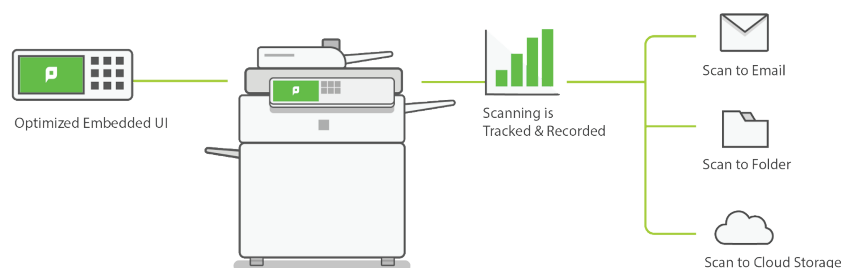 Optimized Embedded UI
Scanning is
Tracked & Recorded
Scan to Email
Scan to Folder
Scan to Cloud Storage